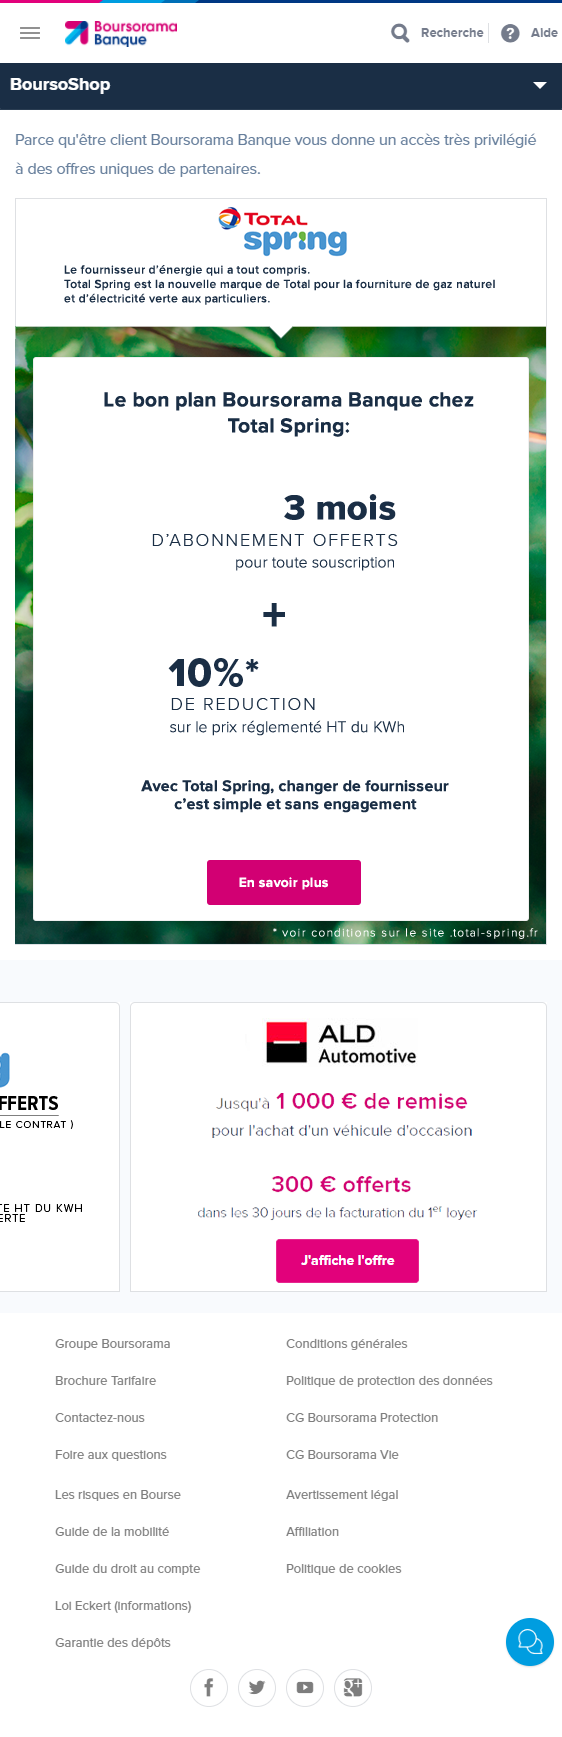 Boursorama
Banque
Recherche
Aide
BoursoShop
Parce qu'être client Boursorama Banque vous donne un accès très privilégié
à des offres uniques de partenaires.
TOTAL
spring
Le fournisseur d'énergie qui a tout compris.
Total Spring est la nouvelle marque de Total pour la fourniture de gaz naturel
et d'électricité verte aux particuliers.
Le bon plan Boursorama Banque chez
Total Spring:
3 mois
D'ABONNEMENT OFFERTS
pour toute souscription
+
10%*
DE REDUCTION
sur le prix réglementé HT du KWh
Avec Total Spring, changer de fournisseur
c'est simple et sans engagement
En savoir plus
* voir conditions sur le site .total-spring.fr
FFERTS
LE CONTRAT )
TE HT DU KWH
ERTE
ALD
Automotive
Jusqu'à 1 000 € de remise
pour l'achat d'un véhicule d'occasion
300 € offerts
dans les 30 jours de la facturation du 1er loyer
J'affiche l'offre
Groupe Boursorama
Conditions générales
Brochure Tarifaire
Politique de protection des données
Contactez-nous
CG Boursorama Protection
Foire aux questions
CG Boursorama Vie
Les risques en Bourse
Avertissement légal
Guide de la mobilité
Affiliation
Guide du droit au compte
Politique de cookies
Loi Eckert (informations)
Garantie des dépôts